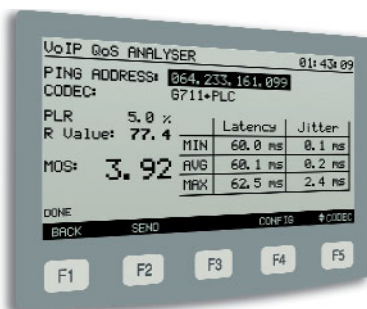 VoIP QoS ANALYSER 01:43:09
PING ADDRESS: 064.233.161.099
CODEC: G711+PLC
PLR 5.0 %
R Value: 77.4
MOS: 3.92
Latency Jitter
MIN 60.0 ms 0.1 ms
AVG 60.1 ms 0.2 ms
MAX 62.5 ms 2.4 ms
DONE
BACK SEND CONFIG ♦CODEC
F1 F2 F3 F4 F5